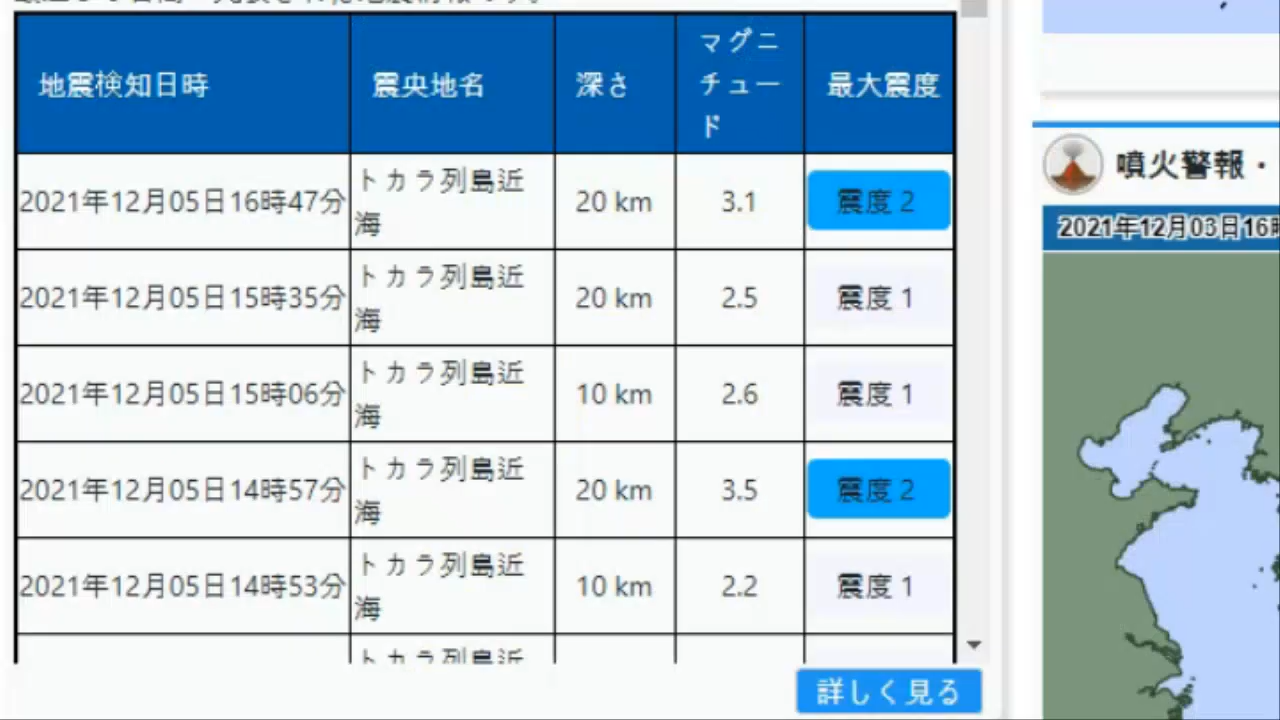 地震検知日時 震央地名 深さ マグニチュード 最大震度
2021年12月05日16時47分 トカラ列島近海 20 km 3.1 震度2
2021年12月05日15時35分 トカラ列島近海 20 km 2.5 震度1
2021年12月05日15時06分 トカラ列島近海 10 km 2.6 震度1
2021年12月05日14時57分 トカラ列島近海 20 km 3.5 震度2
2021年12月05日14時53分 トカラ列島近海 10 km 2.2 震度1
トカラ列島近
詳しく見る
噴火警報・
2021年12月03日16時